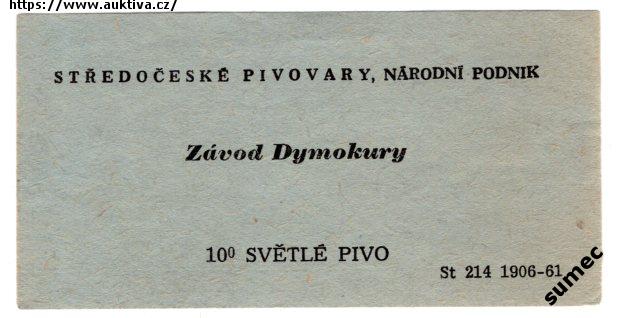 https://www.auktiva.cz/
STŘEDOČESKÉ PIVOVARY, NÁRODNÍ PODNIK
Závod Dymokury
10⁰ SVĚTLÉ PIVO
St 214 1906-61
sumec